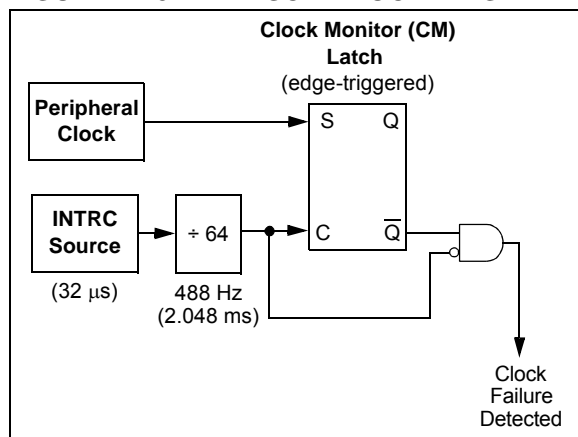 Clock Monitor (CM)
Latch
(edge-triggered)
Peripheral
Clock
S Q
INTRC
Source
÷ 64
C Q̅
(32 μs)
488 Hz
(2.048 ms)
Clock
Failure
Detected